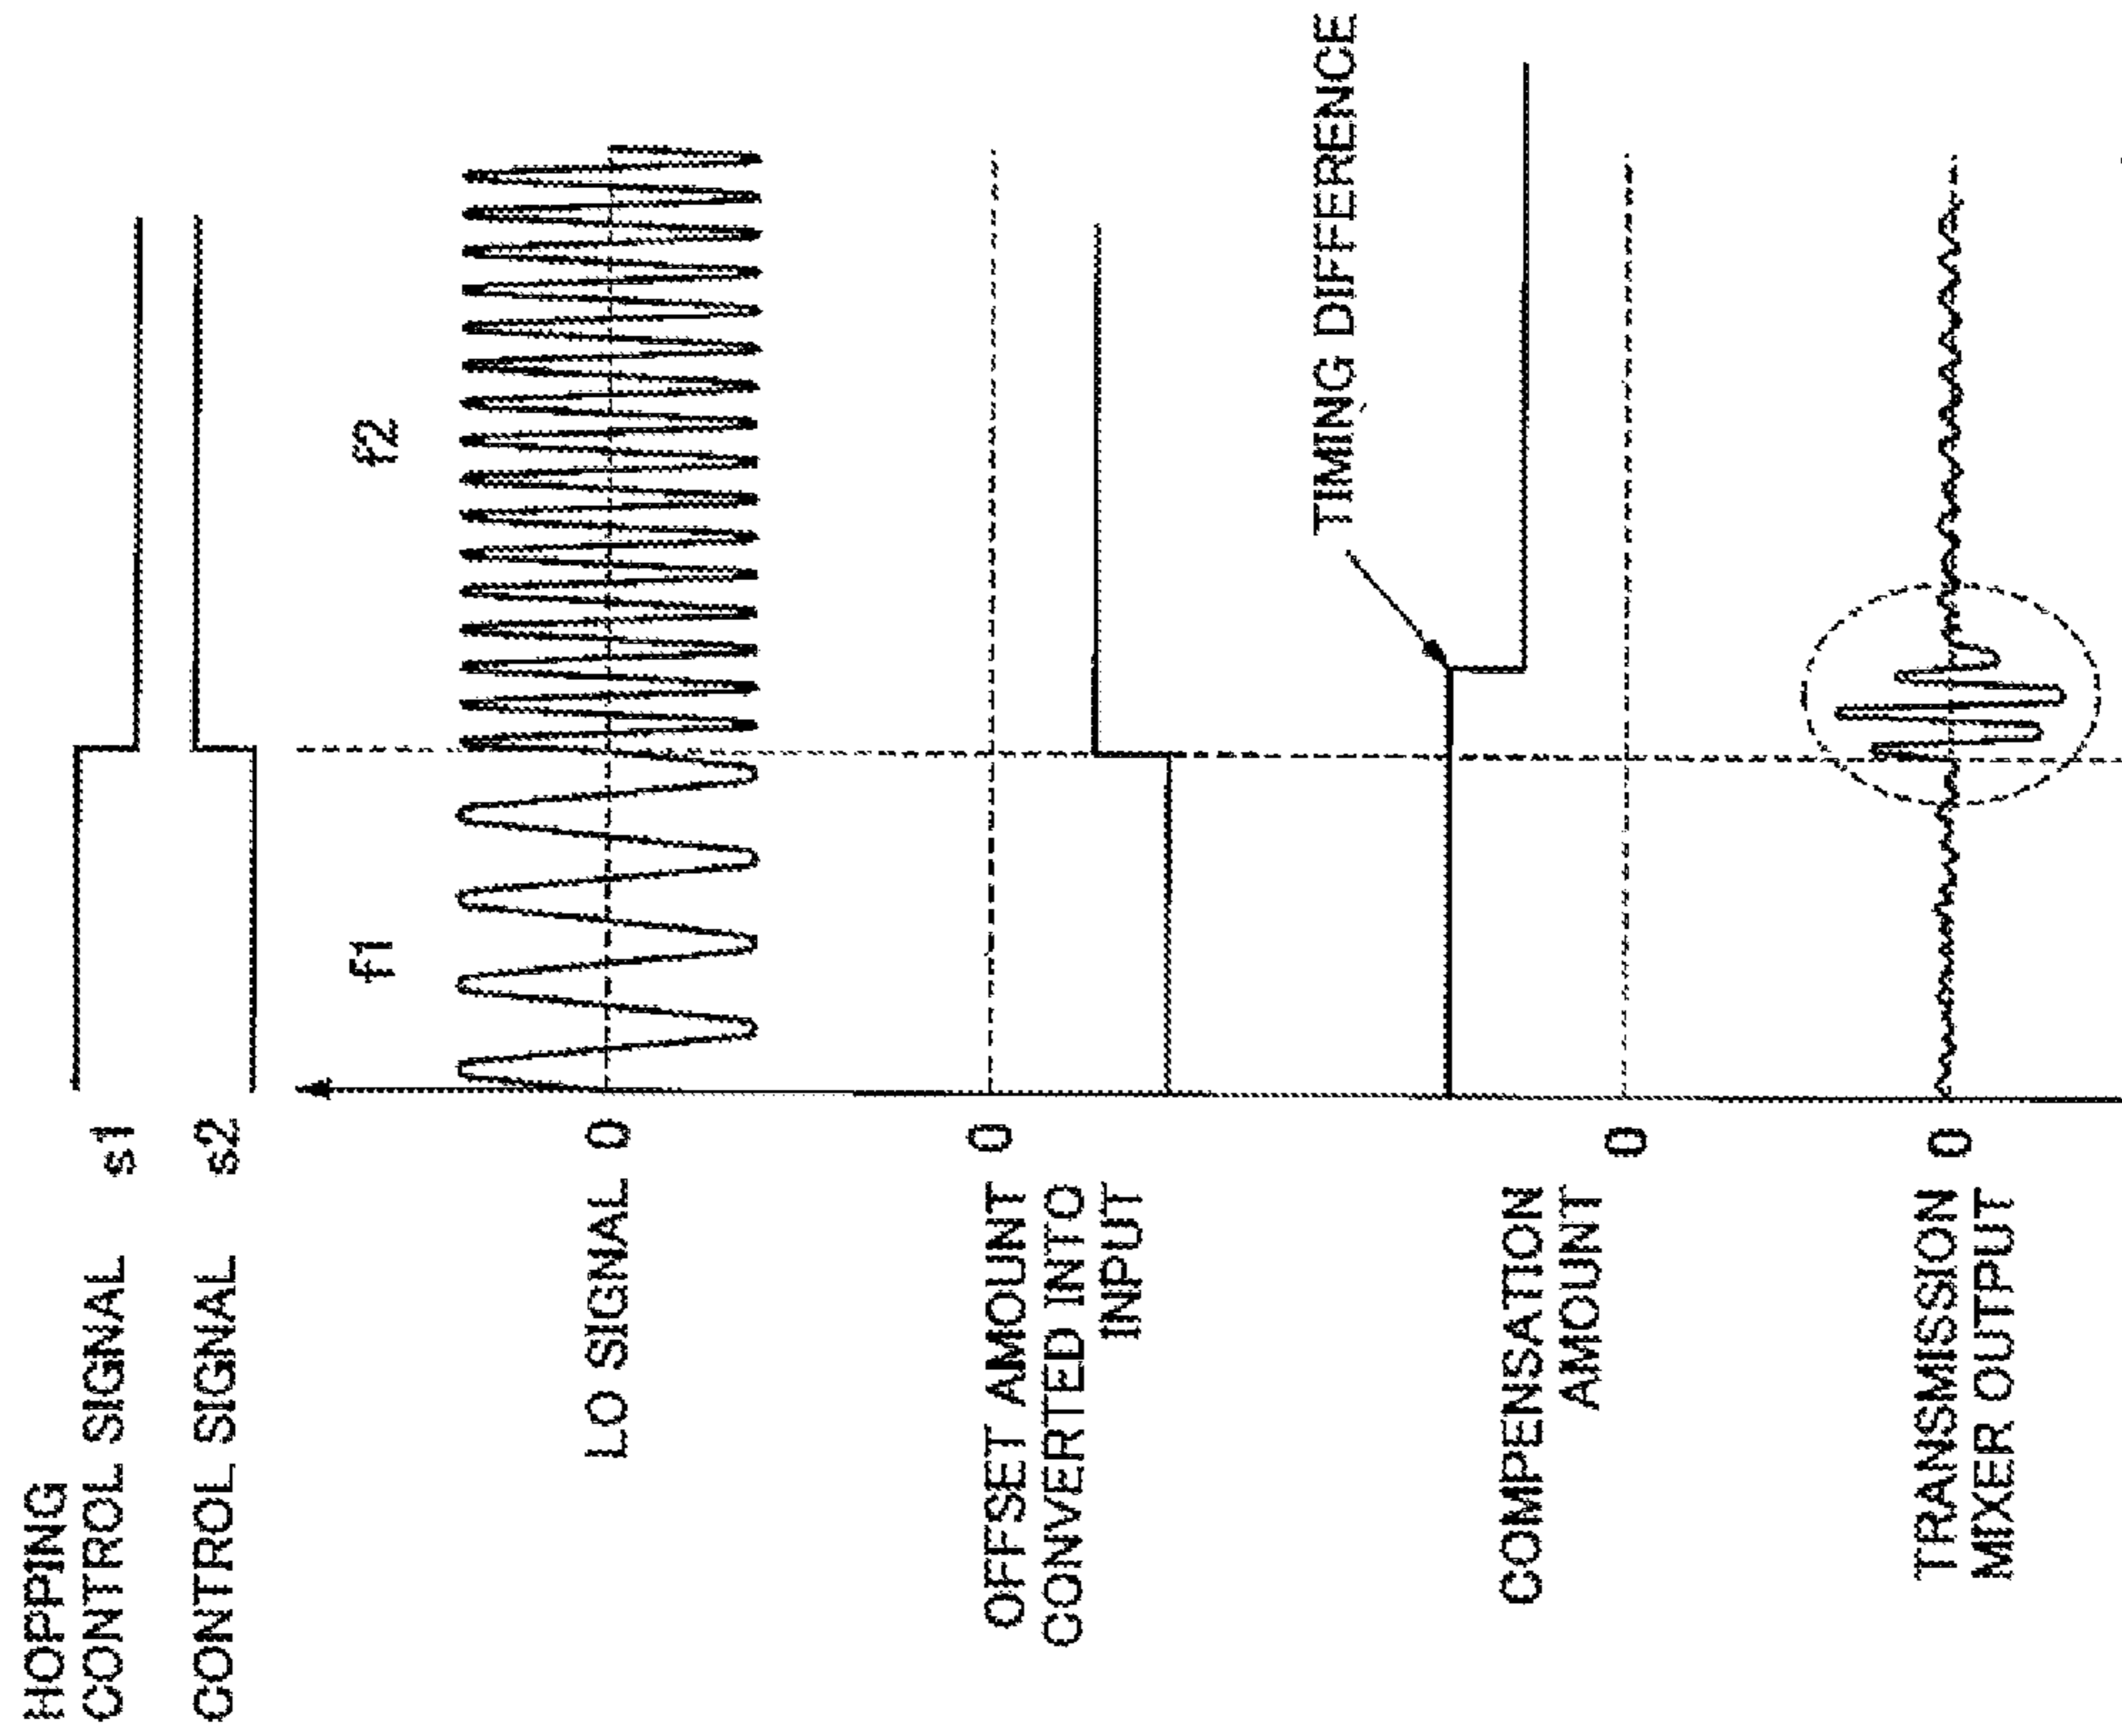 HOPPING
CONTROL SIGNAL s1
CONTROL SIGNAL s2
f1
f2
LO SIGNAL 0
OFFSET AMOUNT 0
CONVERTED INTO
INPUT
TIMING DIFFERENCE
COMPENSATION
AMOUNT
0
TRANSMISSION 0
MIXER OUTPUT